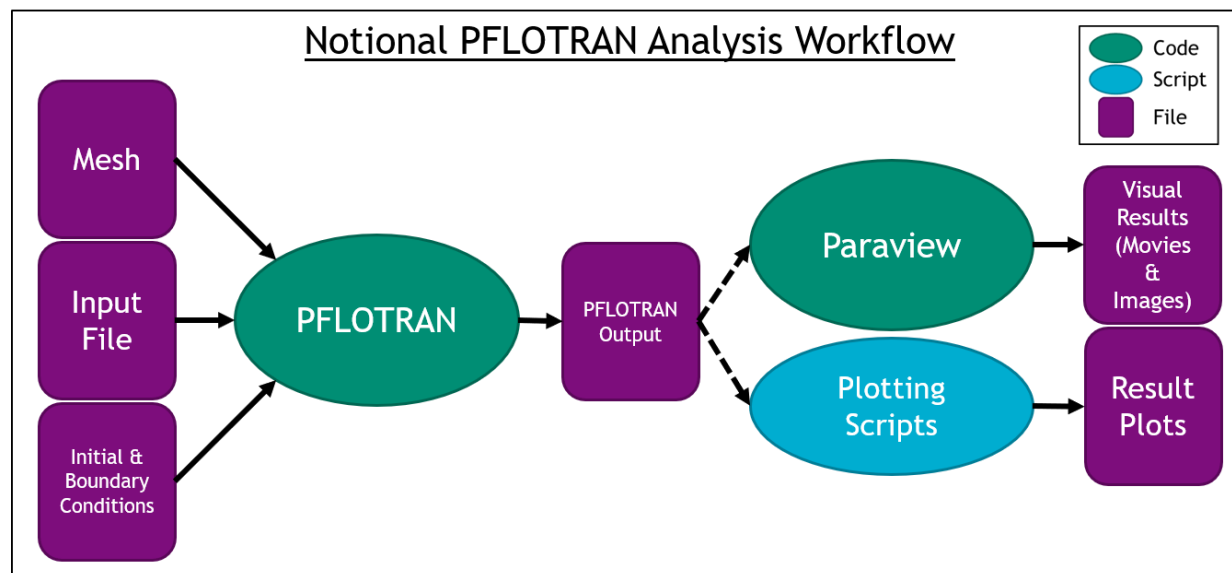 Notional PFLOTRAN Analysis Workflow
Code
Script
File
Mesh
Input
File
Initial &
Boundary
Conditions
PFLOTRAN
PFLOTRAN
Output
Paraview
Plotting
Scripts
Visual
Results
(Movies
&
Images)
Result
Plots